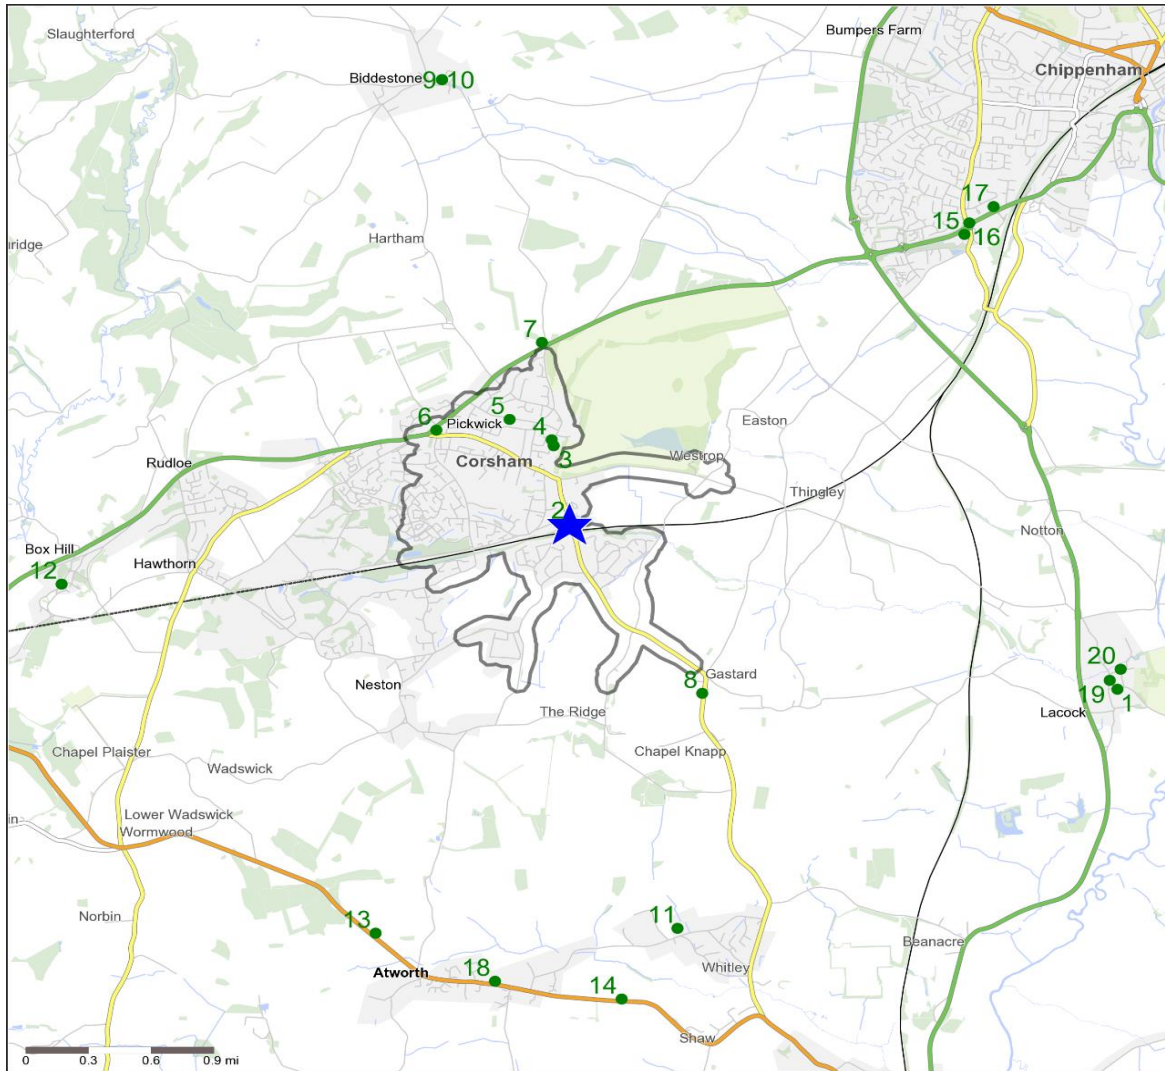 Slaughterford
Bumpers Farm
Biddestone
9
10
Chippenham
17
15
16
Hartham
uridge
7
5
6
Pickwick
4
3
Easton
Westrop
Rudloe
Corsham
Thingley
2
Notton
Box Hill
12
Hawthorn
20
19
1
Neston
8
Gastard
Lacock
The Ridge
Chapel Plaister
Chapel Knapp
Wadswick
in
Lower Wadswick
Wormwood
Norbin
13
11
Beanacre
Atworth
18
Whitley
14
Shaw
0 0.3 0.6 0.9 mi